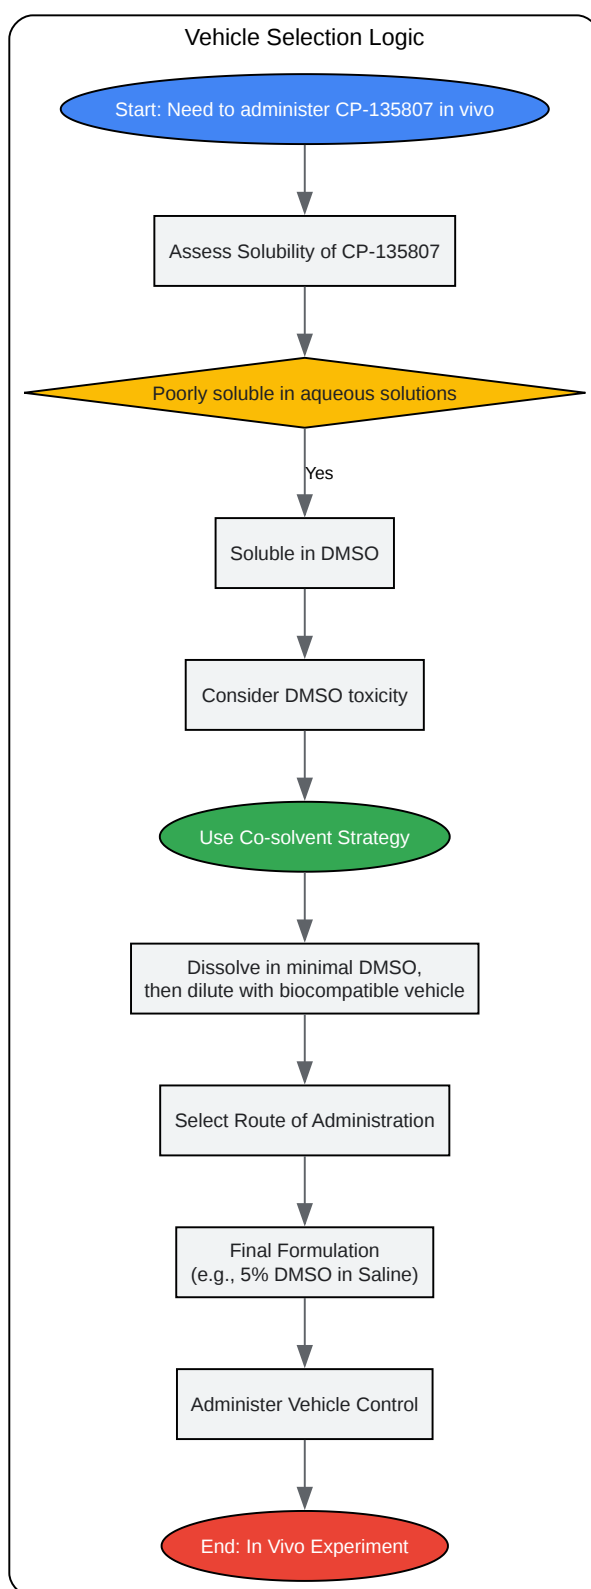 Vehicle Selection Logic
Start: Need to administer CP-135807 in vivo
Assess Solubility of CP-135807
Poorly soluble in aqueous solutions
Yes
Soluble in DMSO
Consider DMSO toxicity
Use Co-solvent Strategy
Dissolve in minimal DMSO,
then dilute with biocompatible vehicle
Select Route of Administration
Final Formulation
(e.g., 5% DMSO in Saline)
Administer Vehicle Control
End: In Vivo Experiment